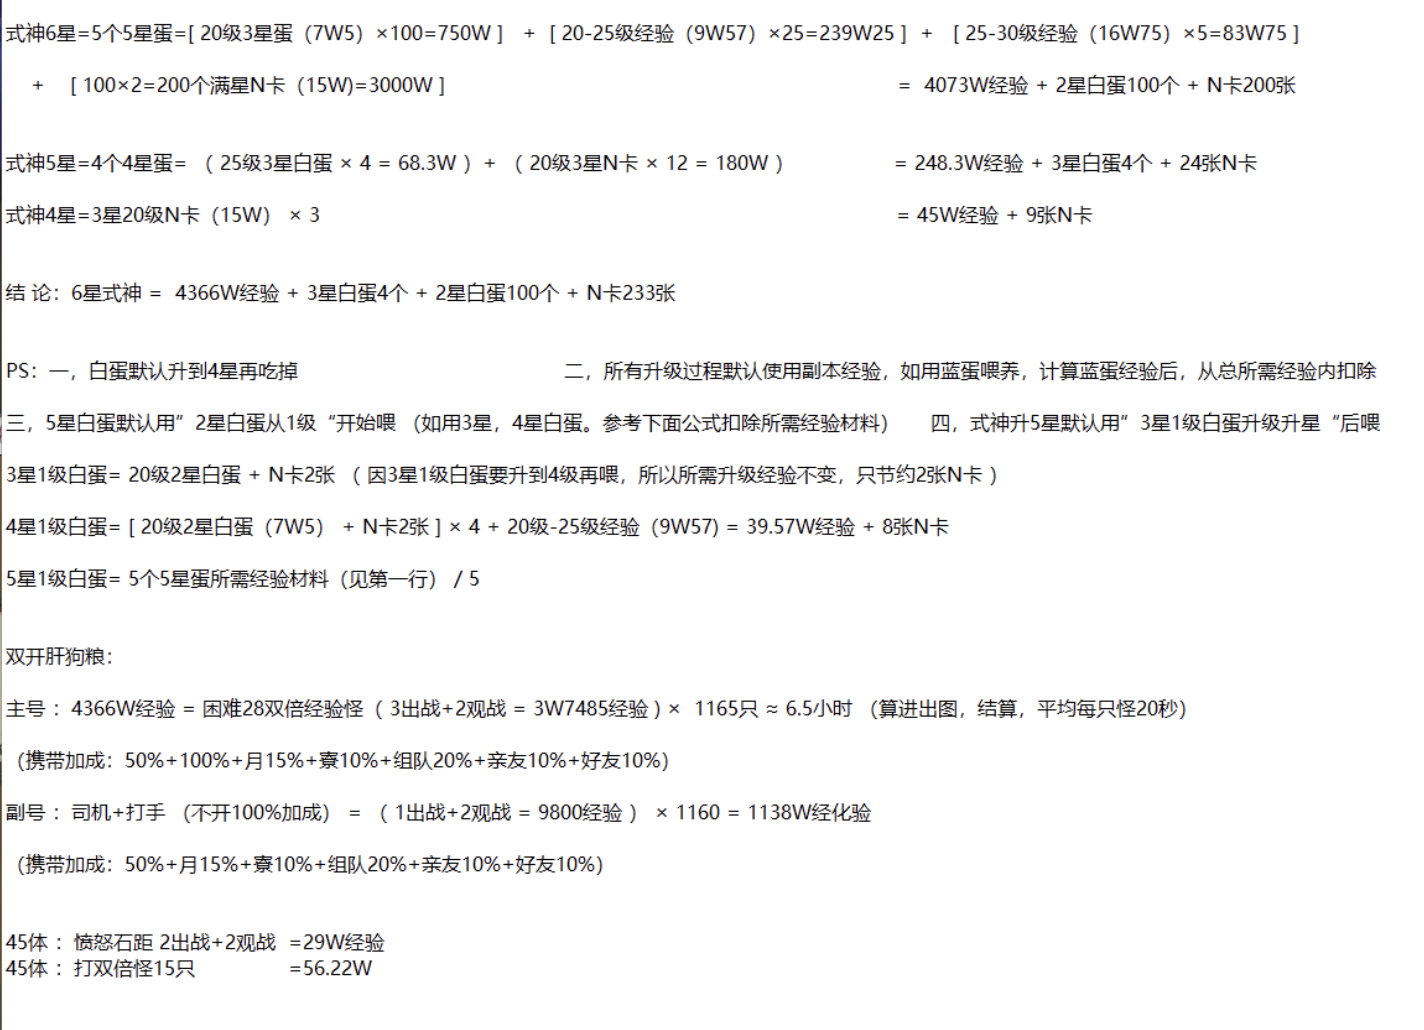 式神6星=5个5星蛋=[ 20级3星蛋（7W5）×100=750W ] + [ 20-25级经验（9W57）×25=239W25 ] + [ 25-30级经验（16W75）×5=83W75 ]
+ [ 100×2=200个满星N卡（15W)=3000W ] = 4073W经验 + 2星白蛋100个 + N卡200张
式神5星=4个4星蛋= （ 25级3星白蛋 × 4 = 68.3W ）+ （ 20级3星N卡 × 12 = 180W ） = 248.3W经验 + 3星白蛋4个 + 24张N卡
式神4星=3星20级N卡（15W） × 3 = 45W经验 + 9张N卡
结 论：6星式神 = 4366W经验 + 3星白蛋4个 + 2星白蛋100个 + N卡233张
PS：一，白蛋默认升到4星再吃掉 二，所有升级过程默认使用副本经验，如用蓝蛋喂养，计算蓝蛋经验后，从总所需经验内扣除
三，5星白蛋默认用”2星白蛋从1级“开始喂 （如用3星，4星白蛋。参考下面公式扣除所需经验材料） 四，式神升5星默认用”3星1级白蛋升级升星“后喂
3星1级白蛋= 20级2星白蛋 + N卡2张 （ 因3星1级白蛋要升到4级再喂，所以所需升级经验不变，只节约2张N卡 ）
4星1级白蛋= [ 20级2星白蛋（7W5） + N卡2张 ] × 4 + 20级-25级经验（9W57) = 39.57W经验 + 8张N卡
5星1级白蛋= 5个5星蛋所需经验材料（见第一行） / 5
双开肝狗粮：
主号 ：4366W经验 = 困难28双倍经验怪（ 3出战+2观战 = 3W7485经验 ) × 1165只 ≈ 6.5小时 （算进出图，结算，平均每只怪20秒）
（携带加成：50%+100%+月15%+寮10%+组队20%+亲友10%+好友10%）
副号 ：司机+打手 （不开100%加成） = （ 1出战+2观战 = 9800经验 ） × 1160 = 1138W经化验
（携带加成：50%+月15%+寮10%+组队20%+亲友10%+好友10%）
45体 ：愤怒石距 2出战+2观战 =29W经验
45体 ：打双倍怪15只 =56.22W